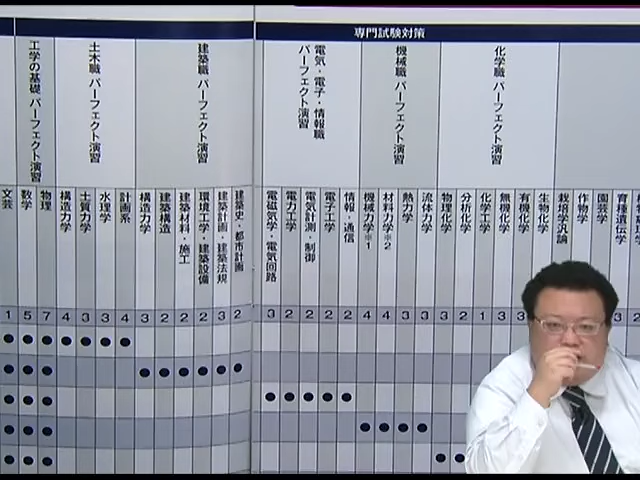 専門試験対策
工学の基礎 パーフェクト演習
土木職 パーフェクト演習
建築職 パーフェクト演習
電気・電子・情報職
パーフェクト演習
機械職 パーフェクト演習
化学職 パーフェクト演習
文芸
数学
物理
構造力学
土質力学
水理学
計画系
構造力学
建築構造
建築材料・施工
環境工学・建築設備
建築計画・建築法規
建築史・都市計画
電磁気学・電気回路
電力工学
電気計測・制御
電子工学
情報・通信
機械力学※1
材料力学※2
熱力学
流体力学
物理化学
分析化学
化学工学
無機化学
有機化学
生物化学
栽培学汎論
作物学
園芸学
育種遺伝学
1 5 7 4 3 3 4 3 2 2 2 3 2 3 2 2 2 2 4 4 3 3 3 2 1 3